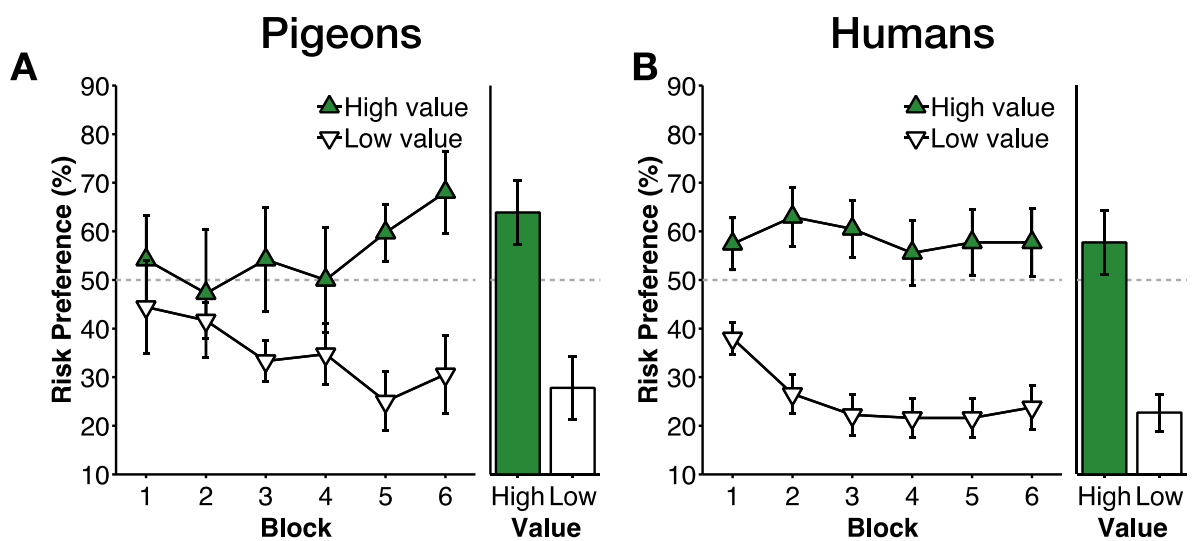 Pigeons
Humans
A
B
Risk Preference (%)
90
80
70
60
50
40
30
20
10
High value
Low value
1 2 3 4 5 6
Block
High Low
Value
Risk Preference (%)
90
80
70
60
50
40
30
20
10
High value
Low value
1 2 3 4 5 6
Block
High Low
Value